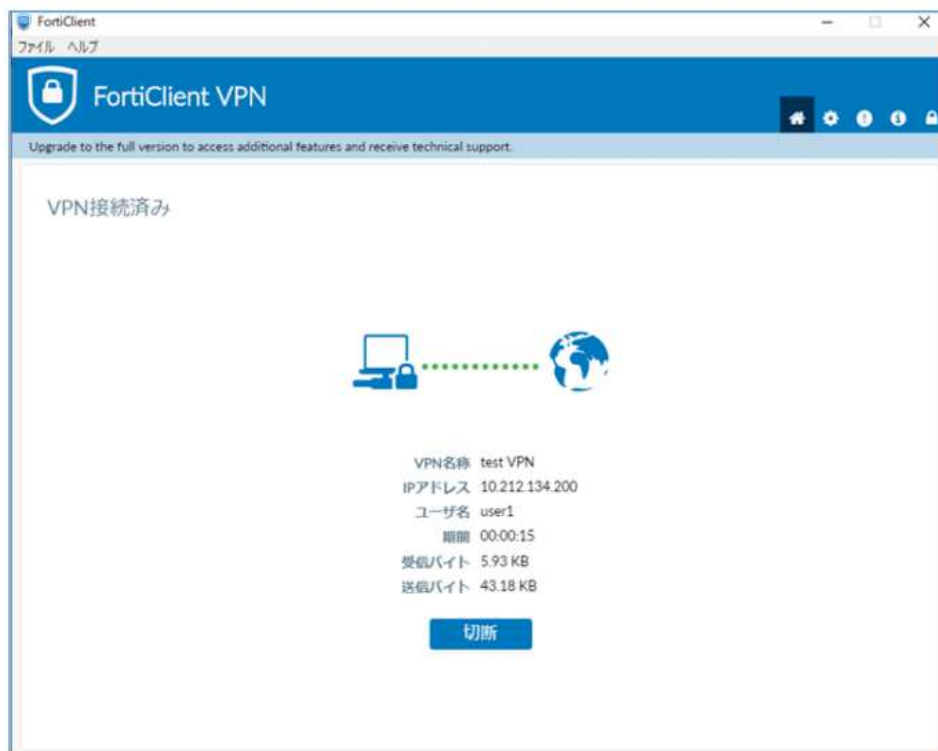 FortiClient
ファイル ヘルプ
FortiClient VPN
Upgrade to the full version to access additional features and receive technical support.
VPN接続済み
VPN名称 test VPN
IPアドレス 10.212.134.200
ユーザ名 user1
期間 00:00:15
受信バイト 5.93 KB
送信バイト 43.18 KB
切断